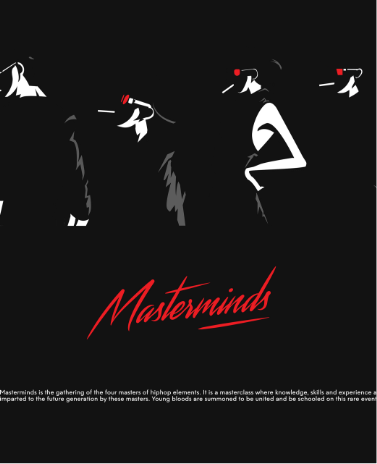 Masterminds
Masterminds is the gathering of the four masters of hiphop elements. It is a masterclass where knowledge, skills and experience a
imparted to the future generation by these masters. Young bloods are summoned to be united and be schooled on this rare event